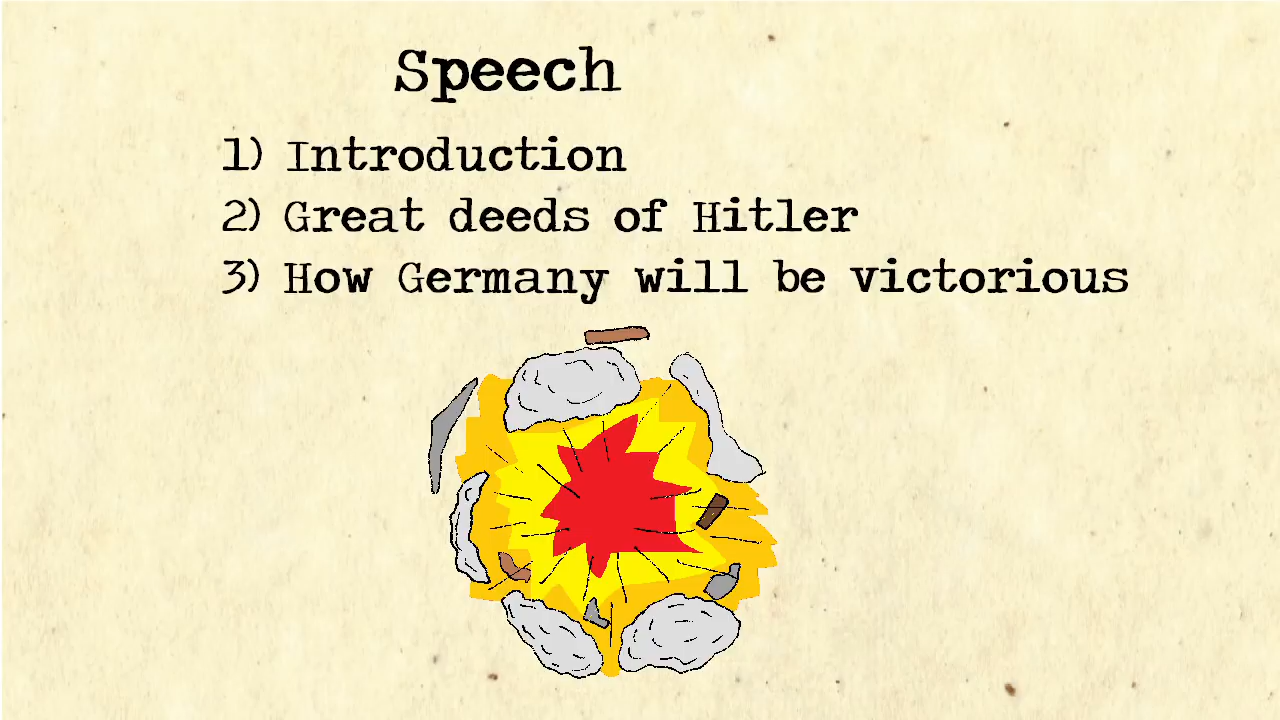 Speech
1) Introduction
2) Great deeds of Hitler
3) How Germany will be victorious